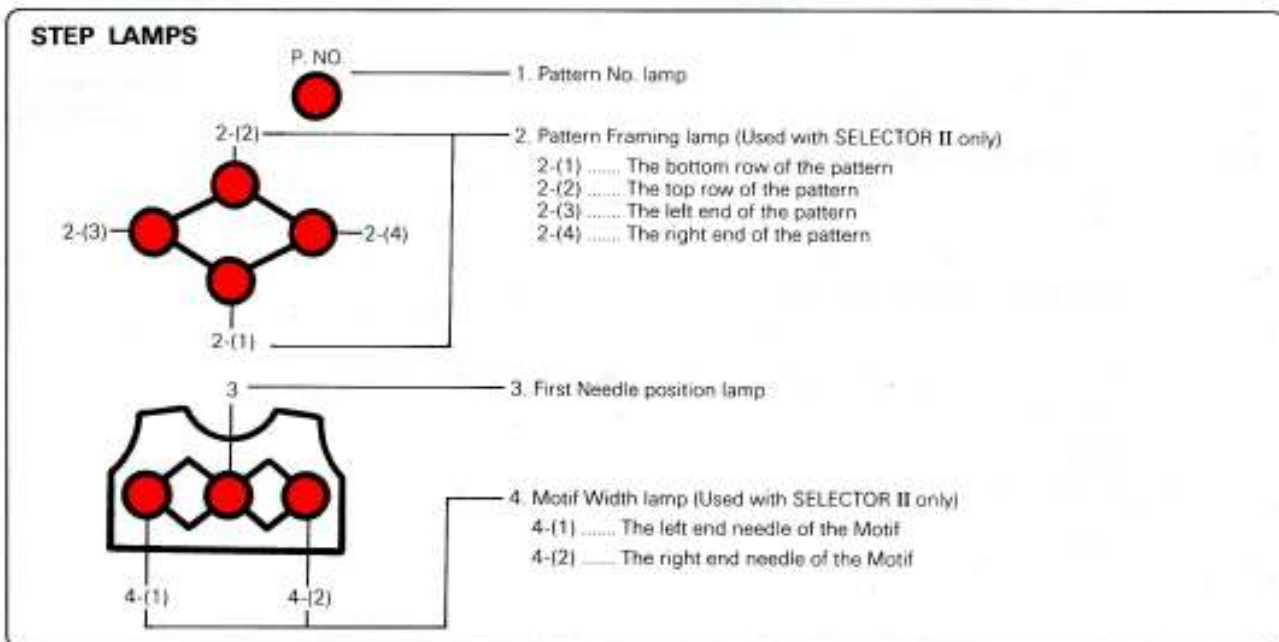 STEP LAMPS
P. NO.
1. Pattern No. lamp
2-(2)
2. Pattern Framing lamp (Used with SELECTOR II only)
2-(1) ....... The bottom row of the pattern
2-(2) ....... The top row of the pattern
2-(3) ....... The left end of the pattern
2-(4) ....... The right end of the pattern
2-(3)
2-(4)
2-(1)
3
3. First Needle position lamp
4. Motif Width lamp (Used with SELECTOR II only)
4-(1) ....... The left end needle of the Motif
4-(2) ....... The right end needle of the Motif
4-(1)
4-(2)